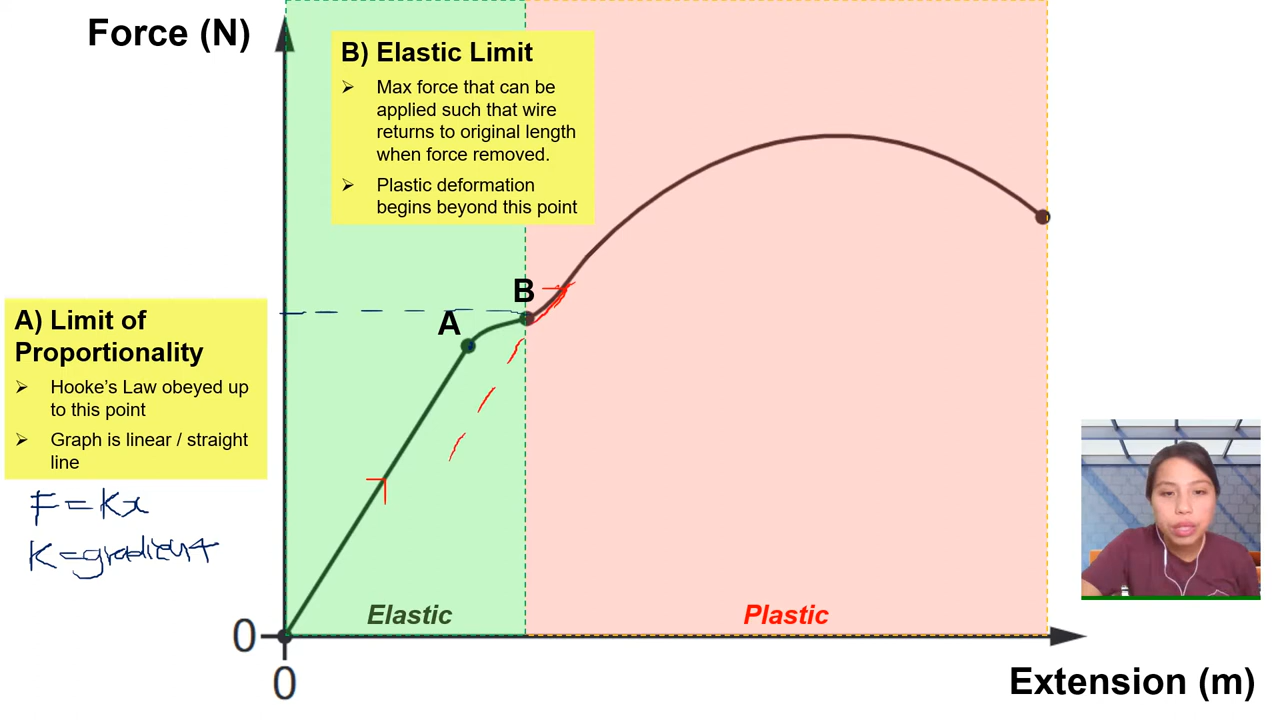 Force (N)
B) Elastic Limit
➢ Max force that can be
applied such that wire
returns to original length
when force removed.
➢ Plastic deformation
begins beyond this point
A) Limit of
Proportionality
➢ Hooke's Law obeyed up
to this point
➢ Graph is linear / straight
line
F = Kx
K = gradient
A
B
Elastic
Plastic
0
0
Extension (m)